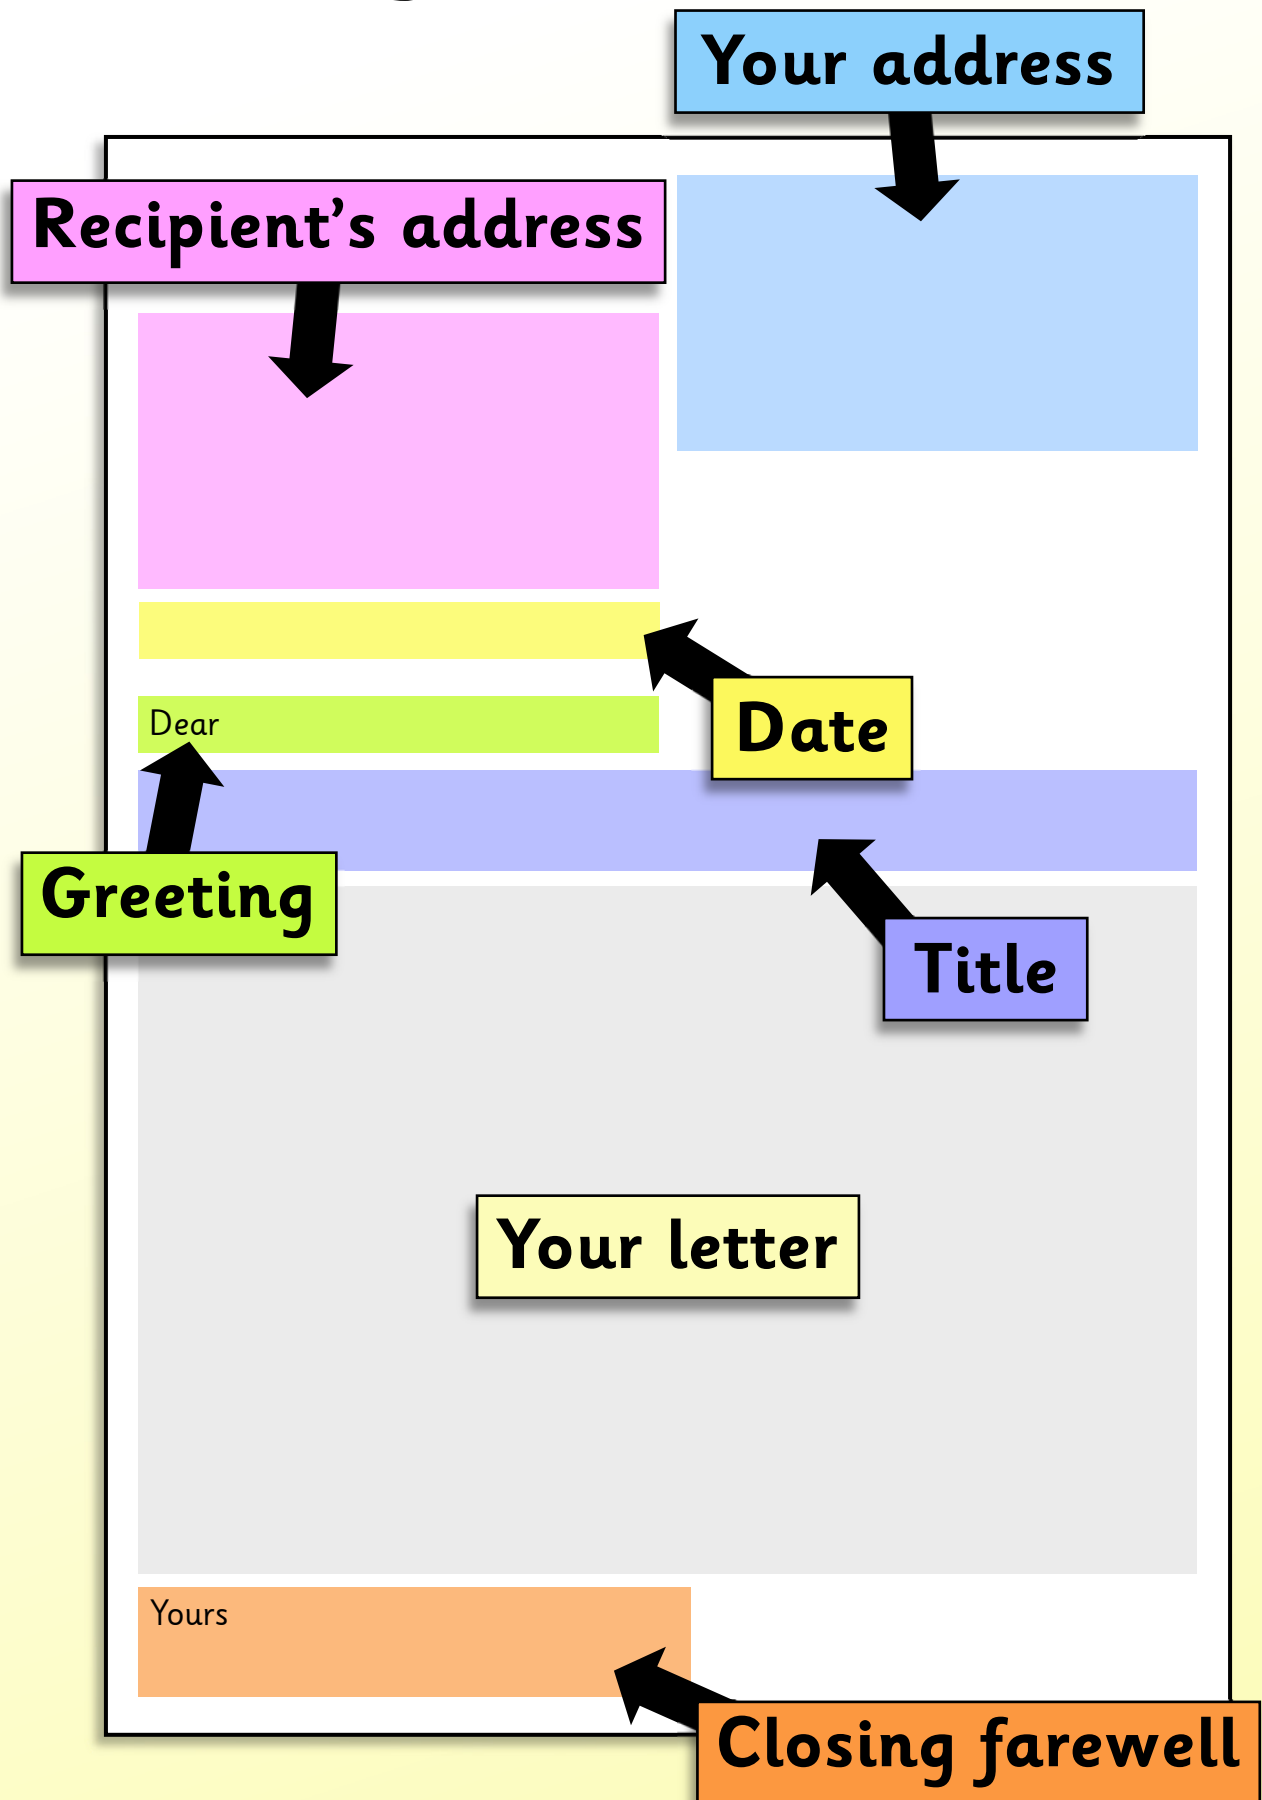 Your address
Recipient’s address
Date
Dear
Greeting
Title
Your letter
Yours
Closing farewell